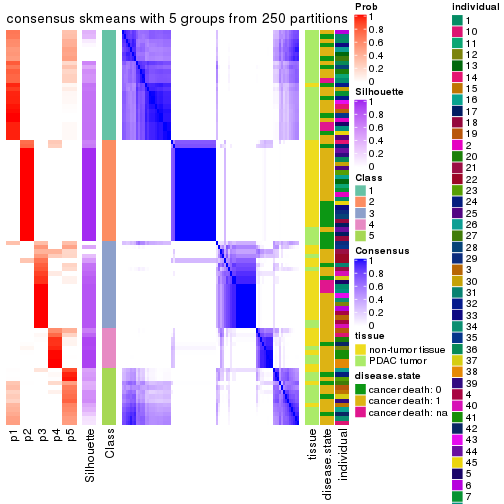 consensus skmeans with 5 groups from 250 partitions
p1
p2
p3
p4
p5
Silhouette
Class
tissue
disease.state
individual
Prob
1
0.8
0.6
0.4
0.2
0
Silhouette
1
0.8
0.6
0.4
0.2
0
Class
1
2
3
4
5
Consensus
1
0.8
0.6
0.4
0.2
0
tissue
non-tumor tissue
PDAC tumor
disease.state
cancer death: 0
cancer death: 1
cancer death: na
individual
1
10
11
12
13
14
15
16
17
18
19
2
20
21
22
23
24
25
26
27
28
29
3
30
31
32
33
34
35
36
37
38
39
4
40
41
42
43
44
45
5
6
7